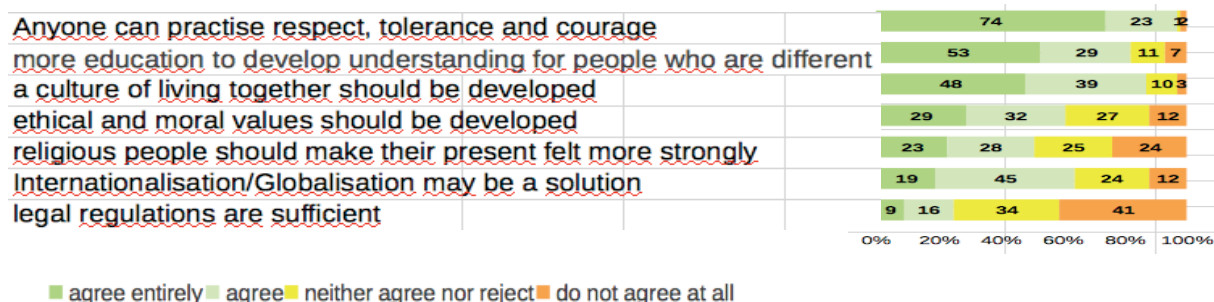 Anyone can practise respect, tolerance and courage 74 23 1 2
more education to develop understanding for people who are different 53 29 11 7
a culture of living together should be developed 48 39 10 3
ethical and moral values should be developed 29 32 27 12
religious people should make their present felt more strongly 23 28 25 24
Internationalisation/Globalisation may be a solution 19 45 24 12
legal regulations are sufficient 9 16 34 41
0% 20% 40% 60% 80% 100%
agree entirely agree neither agree nor reject do not agree at all